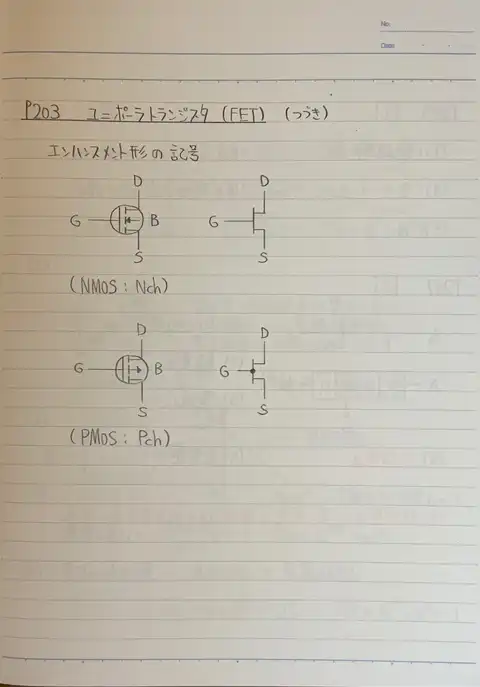 No.
Date
P203 ユニポーラトランジスタ (FET) (つづき)
エンハンスメント形の記号
D D
G B G
S S
(NMOS : Nch)
D D
G B G
S S
(PMOS : Pch)